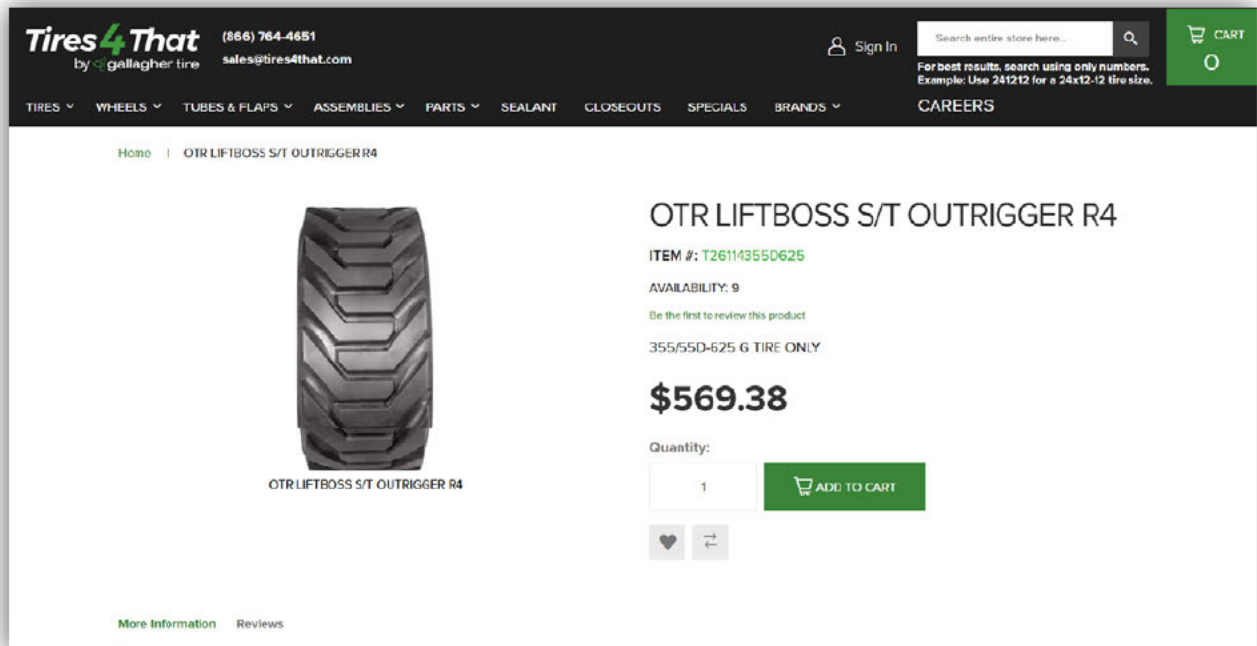 Tires 4 That
by gallagher tire
(866) 764-4651
sales@tires4that.com
Sign In
Search entire store here...
For best results, search using only numbers.
Example: Use 241212 for a 24x12-12 tire size.
CART
0
TIRES WHEELS TUBES & FLAPS ASSEMBLIES PARTS SEALANT CLOSEOUTS SPECIALS BRANDS CAREERS
Home | OTR LIFTBOSS S/T OUTRIGGER R4
OTR LIFTBOSS S/T OUTRIGGER R4
OTR LIFTBOSS S/T OUTRIGGER R4
ITEM #: T26114355D625
AVAILABILITY: 9
Be the first to review this product
355/55D-625 G TIRE ONLY
$569.38
Quantity:
1
ADD TO CART
More Information Reviews